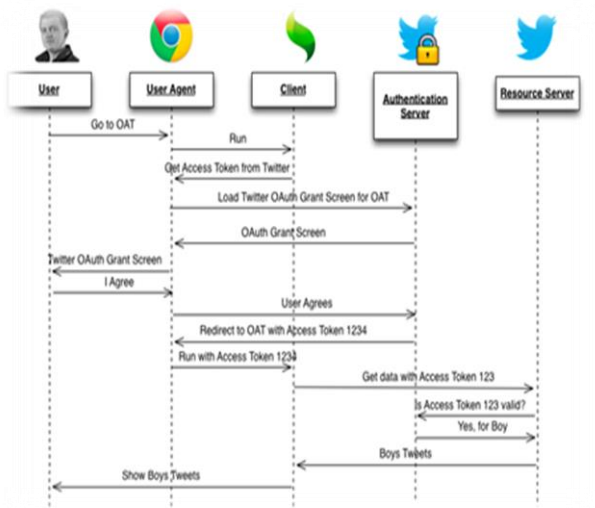 User
User Agent
Client
Authentication
Server
Resource Server
Go to OAT
Run
Get Access Token from Twitter
Load Twitter OAuth Grant Screen for OAT
OAuth Grant Screen
Twitter OAuth Grant Screen
I Agree
User Agrees
Redirect to OAT with Access Token 1234
Run with Access Token 1234
Get data with Access Token 123
Is Access Token 123 valid?
Yes, for Boy
Boys Tweets
Show Boys Tweets